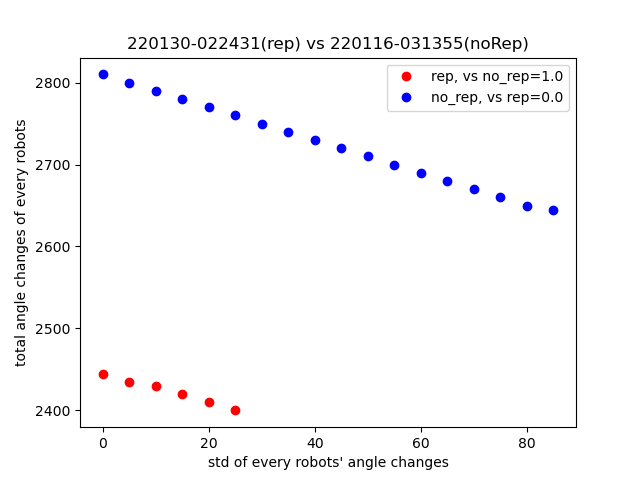 220130-022431(rep) vs 220116-031355(noRep)
rep, vs no_rep=1.0
no_rep, vs rep=0.0
total angle changes of every robots
2800
2700
2600
2500
2400
0 20 40 60 80
std of every robots' angle changes